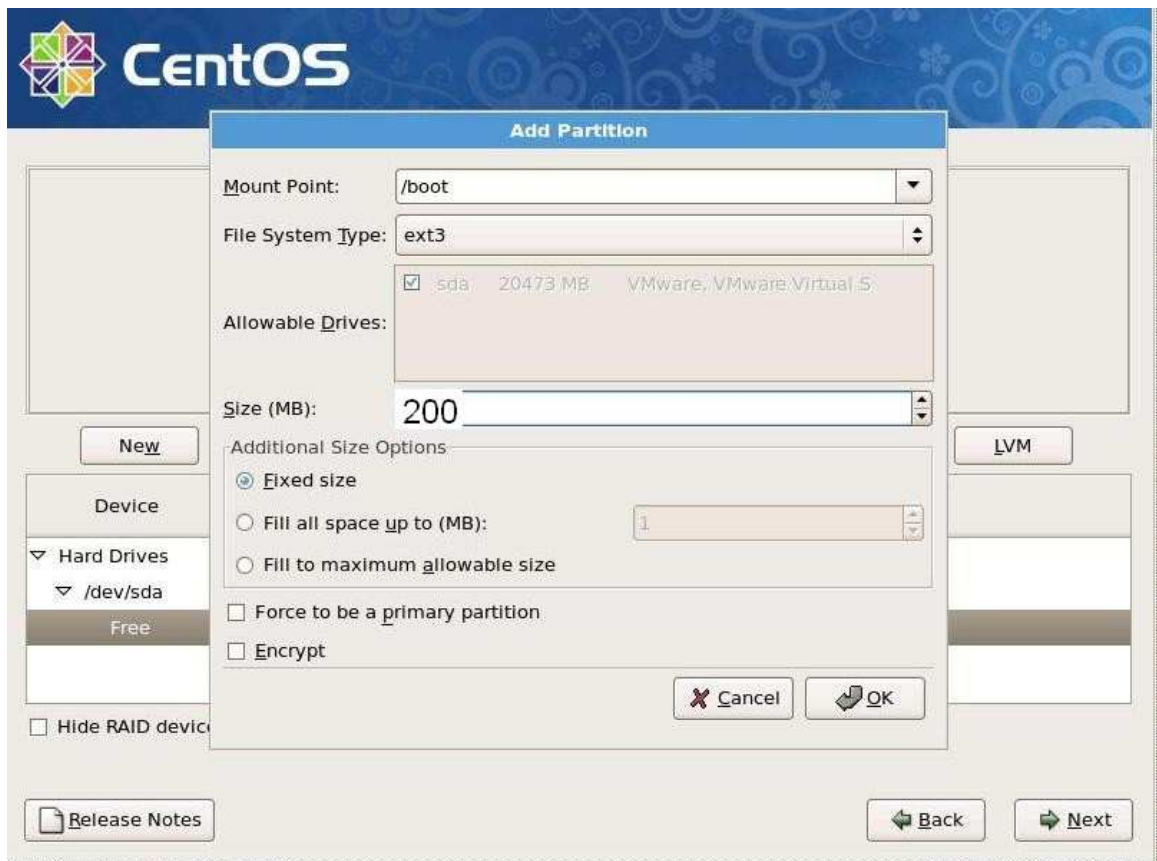 CentOS
Add Partition
Mount Point: /boot
File System Type: ext3
Allowable Drives:
sda 20473 MB VMware, VMware Virtual S
Size (MB): 200
Additional Size Options
Fixed size
Fill all space up to (MB): 1
Fill to maximum allowable size
Force to be a primary partition
Encrypt
Cancel OK
New LVM
Device
Hard Drives
/dev/sda
Free
Hide RAID devic
Release Notes Back Next